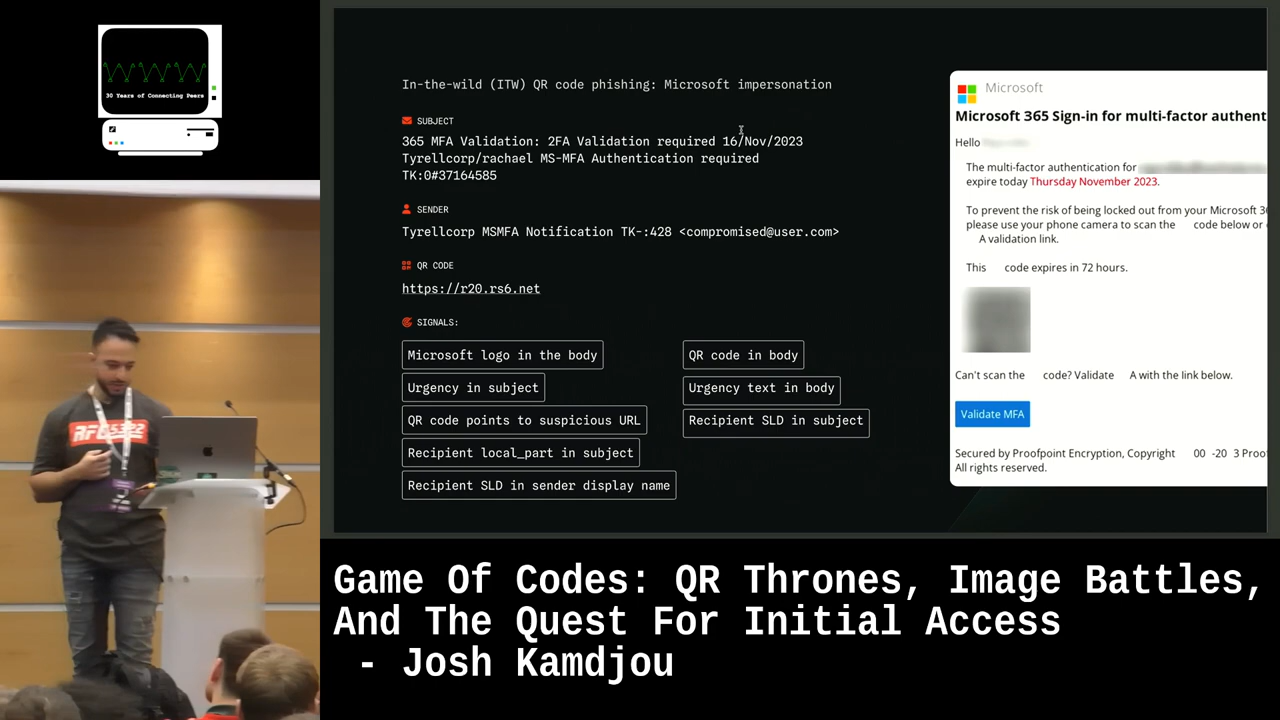 30 Years of Connecting Peers
In-the-wild (ITW) QR code phishing: Microsoft impersonation
SUBJECT
365 MFA Validation: 2FA Validation required 16/Nov/2023
Tyrellcorp/rachael MS-MFA Authentication required
TK:0#37164585
SENDER
Tyrellcorp MSMFA Notification TK-:428 <compromised@user.com>
QR CODE
https://r20.rs6.net
SIGNALS:
Microsoft logo in the body
QR code in body
Urgency in subject
Urgency text in body
QR code points to suspicious URL
Recipient SLD in subject
Recipient local_part in subject
Recipient SLD in sender display name
Microsoft
Microsoft 365 Sign-in for multi-factor authent
Hello
The multi-factor authentication for
expire today Thursday November 2023.
To prevent the risk of being locked out from your Microsoft 36
please use your phone camera to scan the code below or
A validation link.
This code expires in 72 hours.
Can't scan the code? Validate A with the link below.
Validate MFA
Secured by Proofpoint Encryption, Copyright 00 -20 3 Proo
All rights reserved.
RFC5322
Game Of Codes: QR Thrones, Image Battles,
And The Quest For Initial Access
- Josh Kamdjou